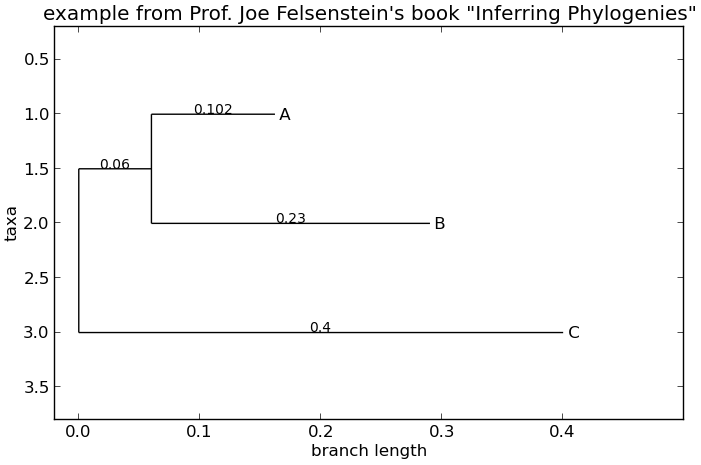 example from Prof. Joe Felsenstein's book "Inferring Phylogenies"
0.5
1.0
1.5
2.0
2.5
3.0
3.5
taxa
0.102
A
0.06
0.23
B
0.4
C
0.0 0.1 0.2 0.3 0.4
branch length